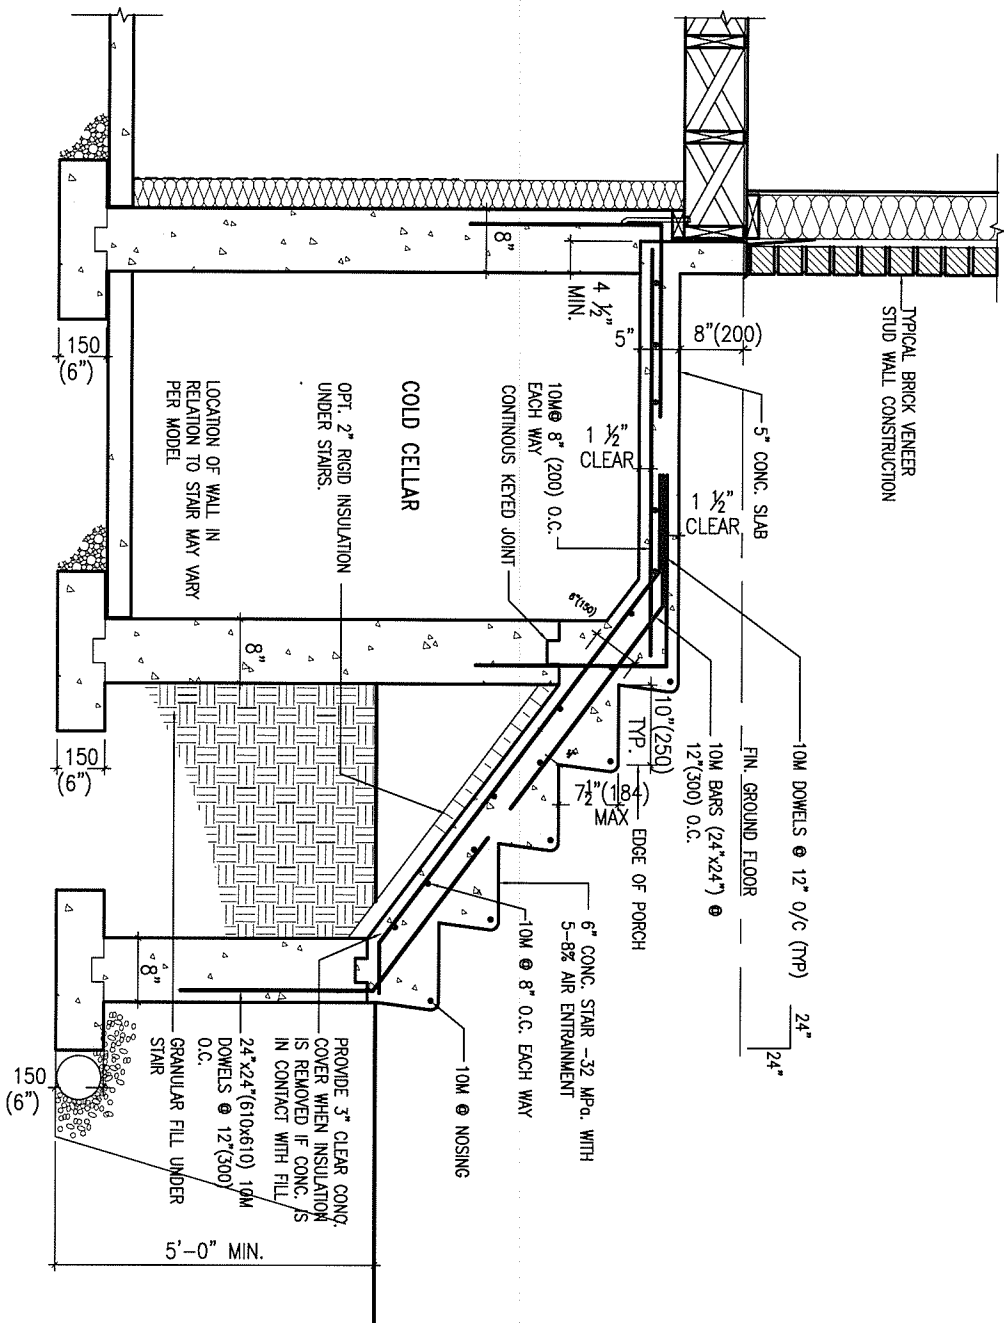 TYPICAL BRICK VENEER
STUD WALL CONSTRUCTION
8"(200)
5" CONC. SLAB
10M DOWELS @ 12" O/C (TYP)
24"
24"
FIN. GROUND FLOOR
10M BARS (24"x24") @
12"(300) O.C.
1 ½"
CLEAR
1 ½"
CLEAR
5"
4 ½"
MIN.
8"
10M@ 8" (200) O.C.
EACH WAY
CONTINOUS KEYED JOINT
6"(150)
10"(250)
TYP.
EDGE OF PORCH
7½"(184)
MAX
6" CONC. STAIR -32 MPa. WITH
5-8% AIR ENTRAINMENT
10M @ 8" O.C. EACH WAY
10M @ NOSING
COLD CELLAR
OPT. 2" RIGID INSULATION
UNDER STAIRS.
LOCATION OF WALL IN
RELATION TO STAIR MAY VARY
PER MODEL
8"
8"
PROVIDE 3" CLEAR CONC.
COVER WHEN INSULATION
IS REMOVED IF CONC. IS
IN CONTACT WITH FILL
24"x24"(610x610) 10M
DOWELS @ 12"(300)
O.C.
GRANULAR FILL UNDER
STAIR
150
(6")
150
(6")
150
(6")
5'-0" MIN.